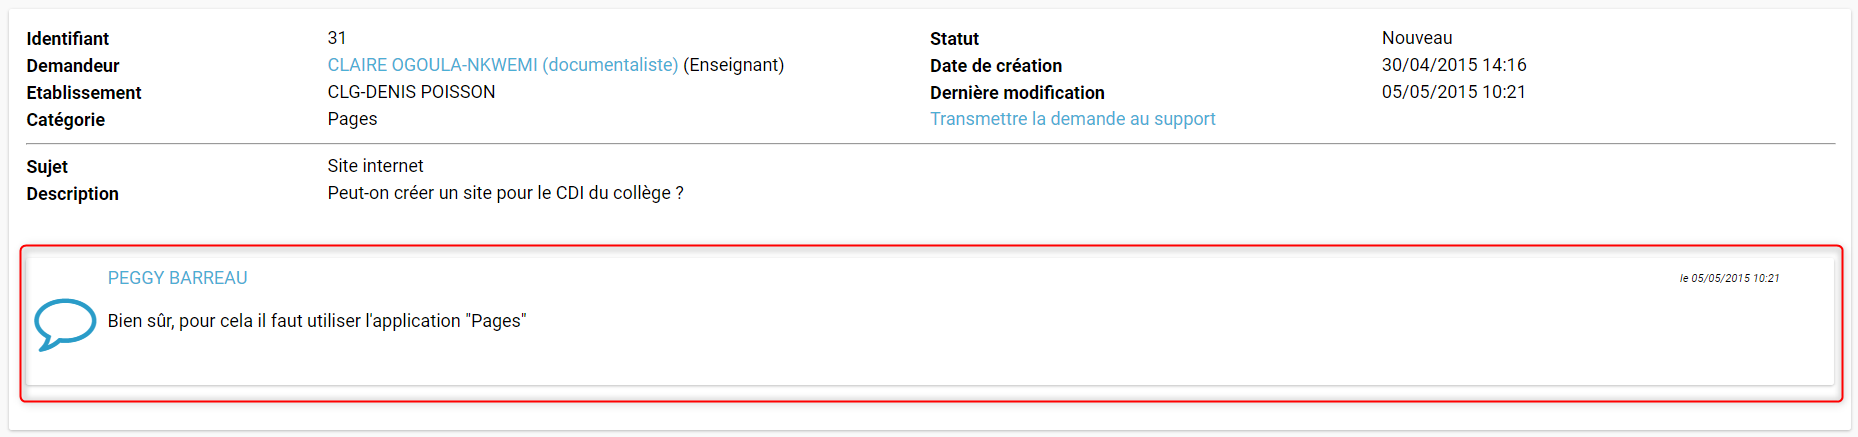 Identifiant 31 Statut Nouveau
Demandeur CLAIRE OGOULA-NKWEMI (documentaliste) (Enseignant) Date de création 30/04/2015 14:16
Etablissement CLG-DENIS POISSON Dernière modification 05/05/2015 10:21
Catégorie Pages Transmettre la demande au support
Sujet Site internet
Description Peut-on créer un site pour le CDI du collège ?
PEGGY BARREAU le 05/05/2015 10:21
Bien sûr, pour cela il faut utiliser l'application "Pages"